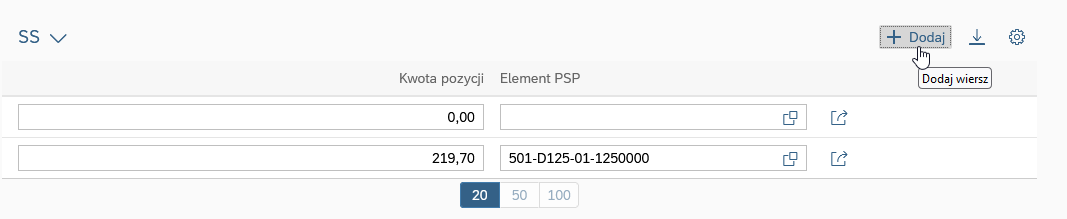 SS
Dodaj
Dodaj wiersz
Kwota pozycji Element PSP
0,00
219,70 501-D125-01-1250000
20 50 100